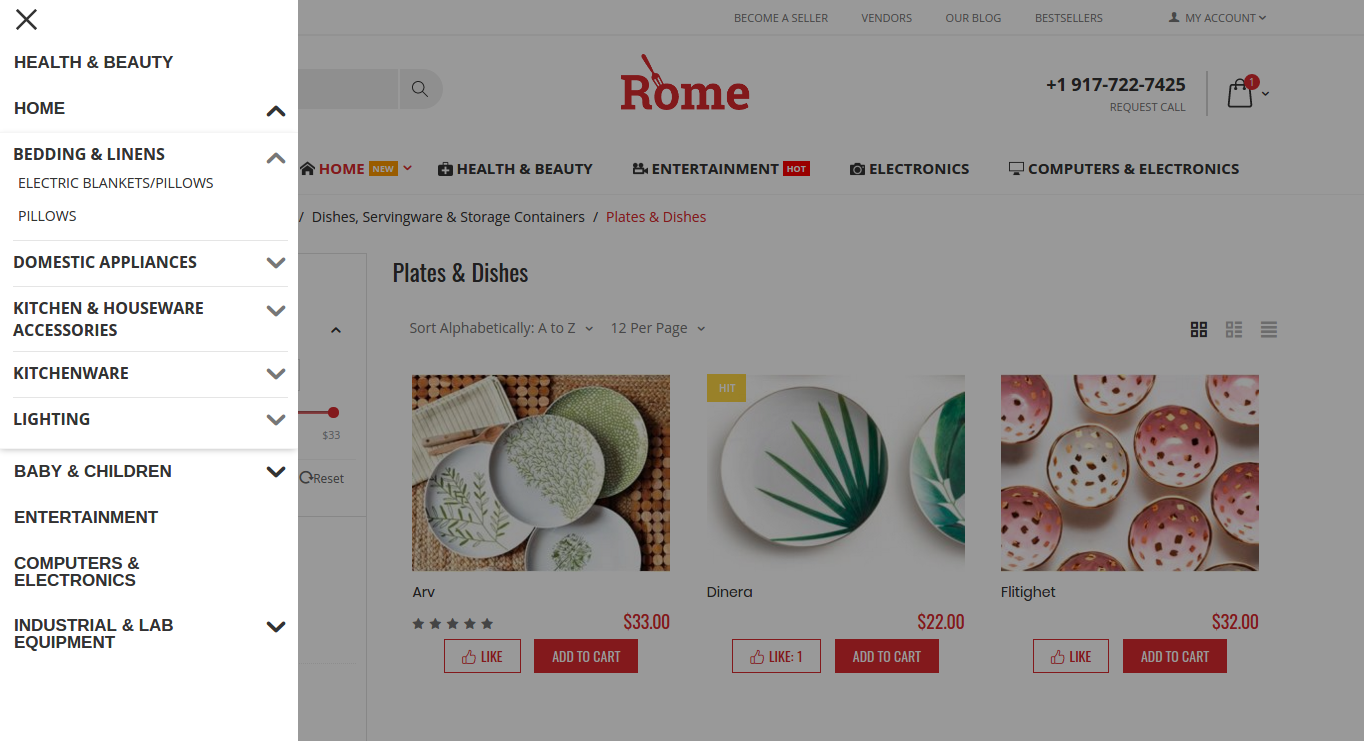 HEALTH & BEAUTY
HOME
BEDDING & LINENS
ELECTRIC BLANKETS/PILLOWS
PILLOWS
DOMESTIC APPLIANCES
KITCHEN & HOUSEWARE
ACCESSORIES
KITCHENWARE
LIGHTING
BABY & CHILDREN
ENTERTAINMENT
COMPUTERS &
ELECTRONICS
INDUSTRIAL & LAB
EQUIPMENT
BECOME A SELLER VENDORS OUR BLOG BESTSELLERS MY ACCOUNT
Rome
+1 917-722-7425
REQUEST CALL
1
HOME NEW HEALTH & BEAUTY ENTERTAINMENT HOT ELECTRONICS COMPUTERS & ELECTRONICS
/ Dishes, Servingware & Storage Containers / Plates & Dishes
$33
Reset
Plates & Dishes
Sort Alphabetically: A to Z 12 Per Page
HIT
Arv
$33.00
LIKE ADD TO CART
Dinera
$22.00
LIKE: 1 ADD TO CART
Flitighet
$32.00
LIKE ADD TO CART